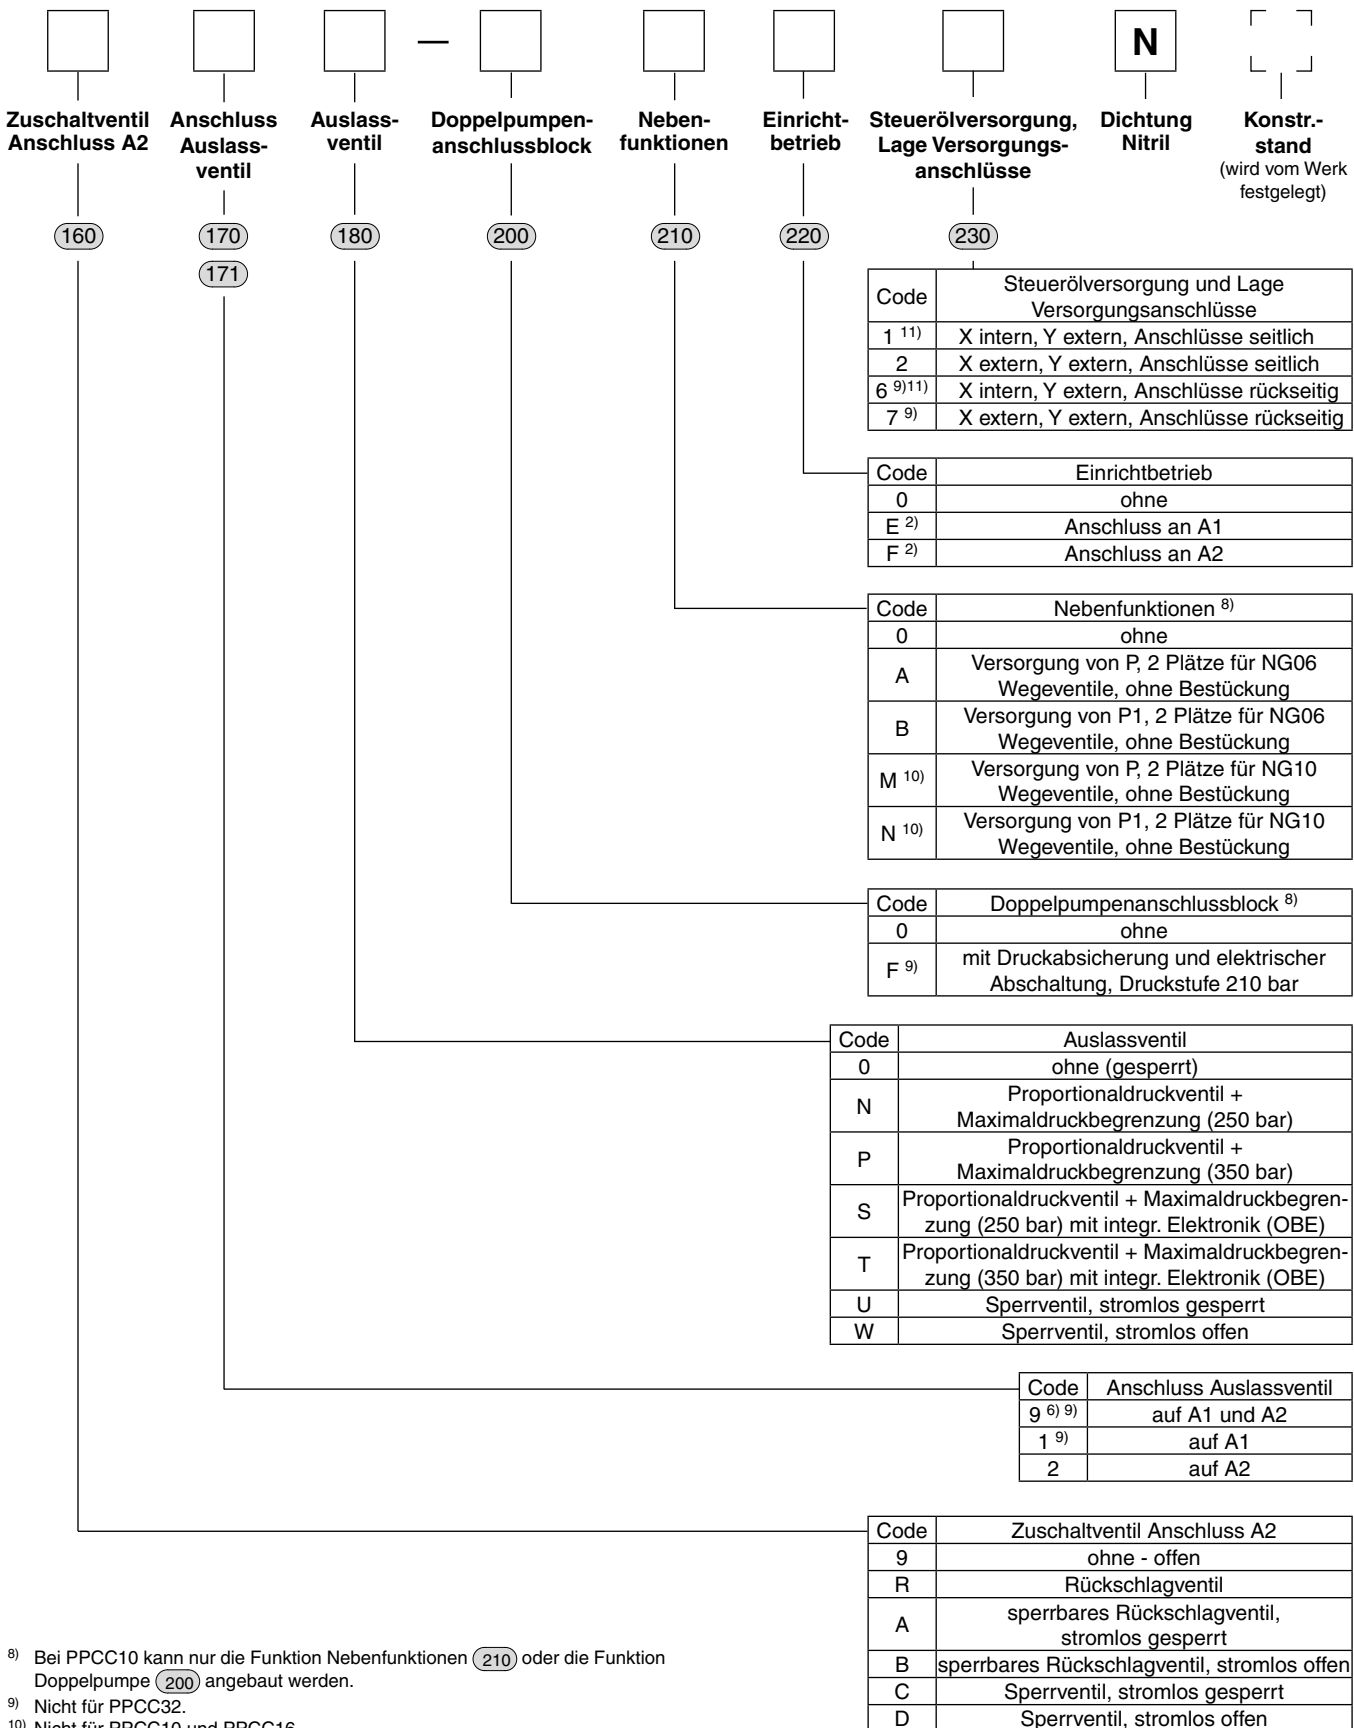 —
N
Zuschaltventil
Anschluss A2
Anschluss
Auslass-
ventil
Auslass-
ventil
Doppelpumpen-
anschlussblock
Neben-
funktionen
Einricht-
betrieb
Steuerölversorgung,
Lage Versorgungs-
anschlüsse
Dichtung
Nitril
Konstr.-
stand
(wird vom Werk
festgelegt)
160
170
180
200
210
220
230
171
Code Steuerölversorgung und Lage
Versorgungsanschlüsse
1 11) X intern, Y extern, Anschlüsse seitlich
2 X extern, Y extern, Anschlüsse seitlich
6 9)11) X intern, Y extern, Anschlüsse rückseitig
7 9) X extern, Y extern, Anschlüsse rückseitig
Code Einrichtbetrieb
0 ohne
E 2) Anschluss an A1
F 2) Anschluss an A2
Code Nebenfunktionen 8)
0 ohne
A Versorgung von P, 2 Plätze für NG06
Wegeventile, ohne Bestückung
B Versorgung von P1, 2 Plätze für NG06
Wegeventile, ohne Bestückung
M 10) Versorgung von P, 2 Plätze für NG10
Wegeventile, ohne Bestückung
N 10) Versorgung von P1, 2 Plätze für NG10
Wegeventile, ohne Bestückung
Code Doppelpumpenanschlussblock 8)
0 ohne
F 9) mit Druckabsicherung und elektrischer
Abschaltung, Druckstufe 210 bar
Code Auslassventil
0 ohne (gesperrt)
N Proportionaldruckventil +
Maximaldruckbegrenzung (250 bar)
P Proportionaldruckventil +
Maximaldruckbegrenzung (350 bar)
S Proportionaldruckventil + Maximaldruckbegren-
zung (250 bar) mit integr. Elektronik (OBE)
T Proportionaldruckventil + Maximaldruckbegren-
zung (350 bar) mit integr. Elektronik (OBE)
U Sperrventil, stromlos gesperrt
W Sperrventil, stromlos offen
Code Anschluss Auslassventil
9 6) 9) auf A1 und A2
1 9) auf A1
2 auf A2
Code Zuschaltventil Anschluss A2
9 ohne - offen
R Rückschlagventil
A sperrbares Rückschlagventil,
stromlos gesperrt
B sperrbares Rückschlagventil, stromlos offen
C Sperrventil, stromlos gesperrt
D Sperrventil, stromlos offen
8) Bei PPCC10 kann nur die Funktion Nebenfunktionen 210 oder die Funktion
Doppelpumpe 200 angebaut werden.
9) Nicht für PPCC32.
10) Nicht für PPCC10 und PPCC16.